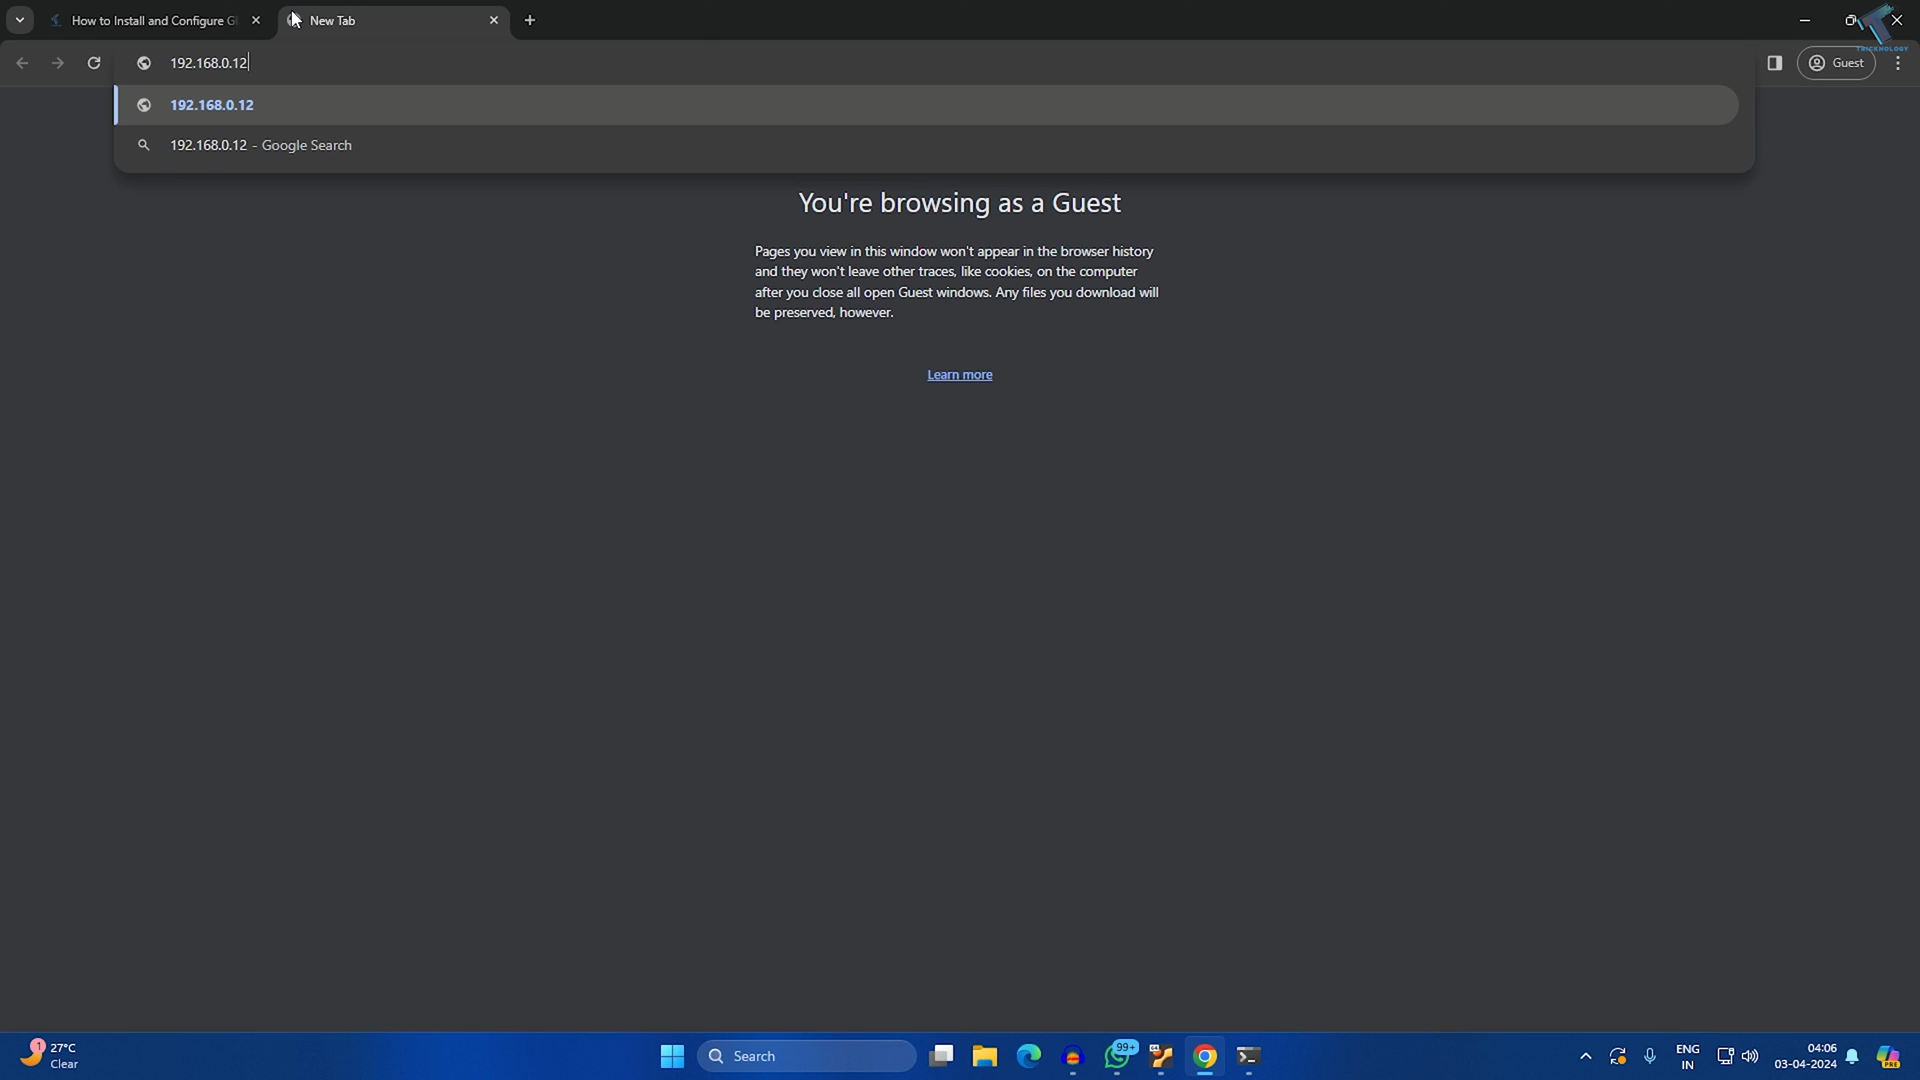 How to Install and Configure Gl
New Tab
TRICKNOLOGY
192.168.0.12
Guest
192.168.0.12
192.168.0.12 - Google Search
You're browsing as a Guest
Pages you view in this window won't appear in the browser history
and they won't leave other traces, like cookies, on the computer
after you close all open Guest windows. Any files you download will
be preserved, however.
Learn more
1
27°C
Clear
Search
99+
ENG
IN
04:06
03-04-2024
PRE